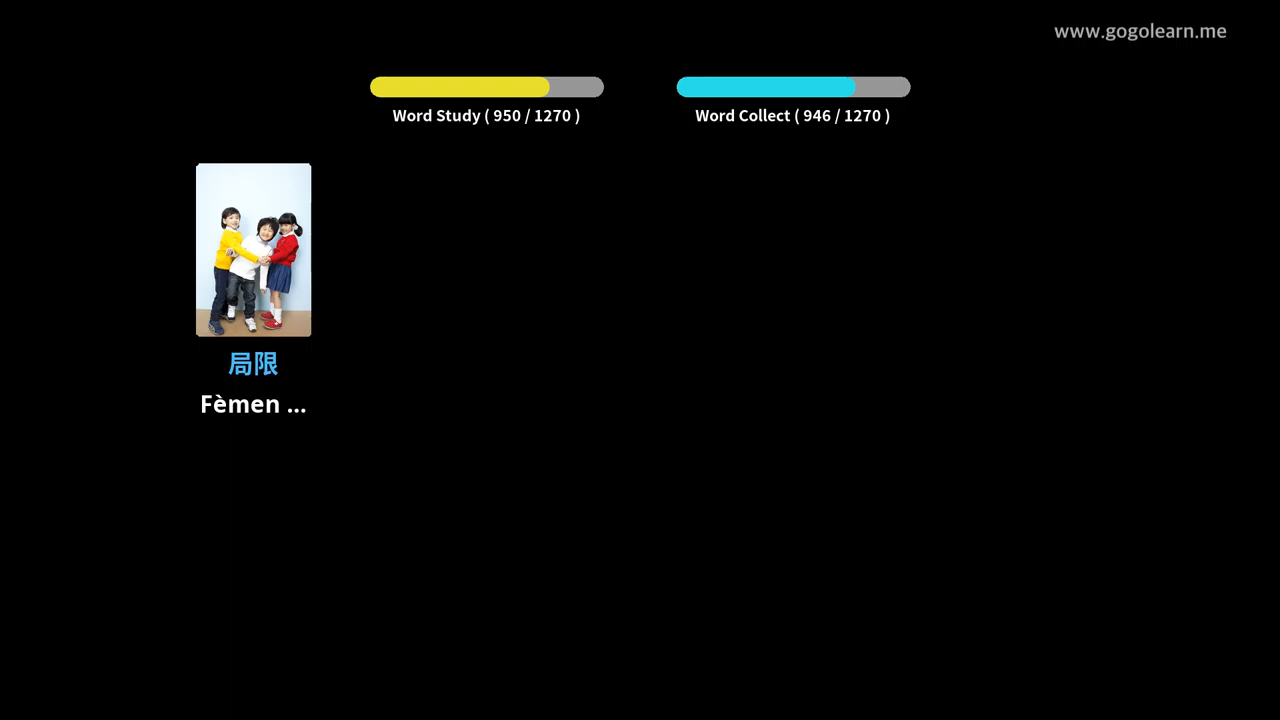 www.gogolearn.me
Word Study ( 950 / 1270 )
Word Collect ( 946 / 1270 )
局限
Fèmen ...